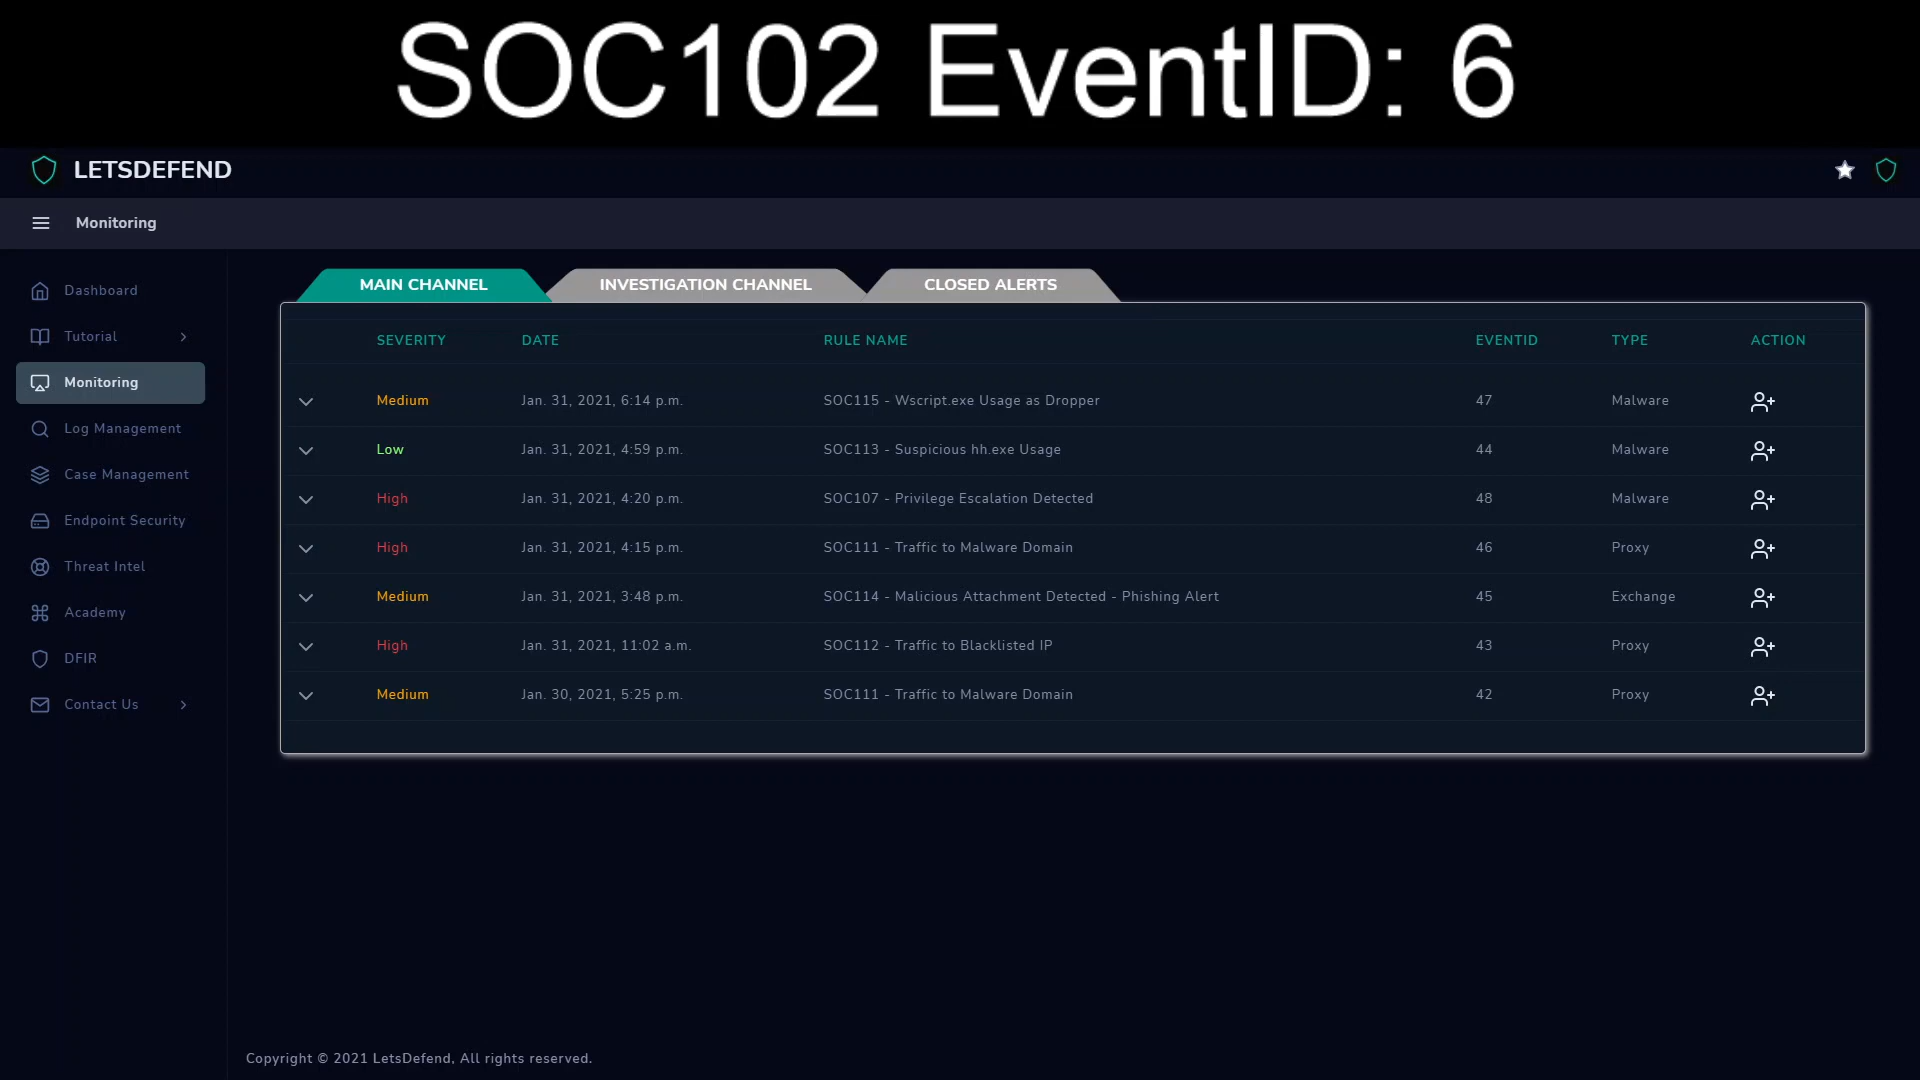 SOC102 EventID: 6
LETSDEFEND
Monitoring
Dashboard
Tutorial
Monitoring
Log Management
Case Management
Endpoint Security
Threat Intel
Academy
DFIR
Contact Us
MAIN CHANNEL INVESTIGATION CHANNEL CLOSED ALERTS
SEVERITY DATE RULE NAME EVENTID TYPE ACTION
Medium Jan. 31, 2021, 6:14 p.m. SOC115 - Wscript.exe Usage as Dropper 47 Malware
Low Jan. 31, 2021, 4:59 p.m. SOC113 - Suspicious hh.exe Usage 44 Malware
High Jan. 31, 2021, 4:20 p.m. SOC107 - Privilege Escalation Detected 48 Malware
High Jan. 31, 2021, 4:15 p.m. SOC111 - Traffic to Malware Domain 46 Proxy
Medium Jan. 31, 2021, 3:48 p.m. SOC114 - Malicious Attachment Detected - Phishing Alert 45 Exchange
High Jan. 31, 2021, 11:02 a.m. SOC112 - Traffic to Blacklisted IP 43 Proxy
Medium Jan. 30, 2021, 5:25 p.m. SOC111 - Traffic to Malware Domain 42 Proxy
Copyright © 2021 LetsDefend, All rights reserved.